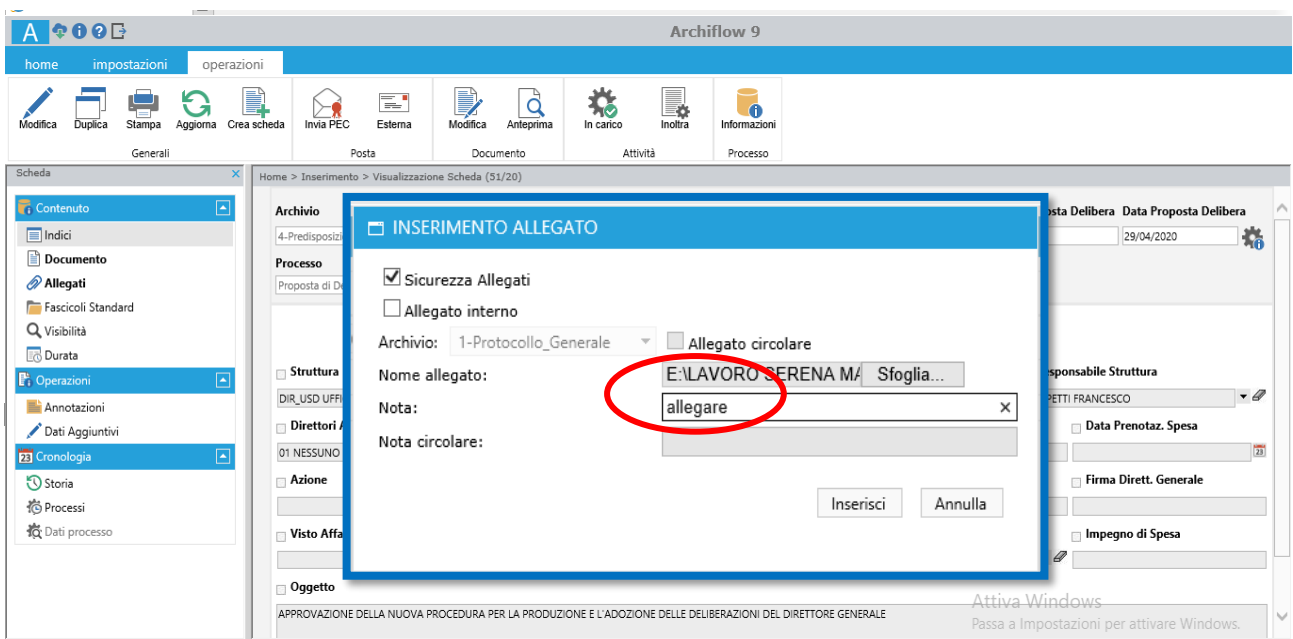 A Archiflow 9
home impostazioni operazioni
Modifica Duplica Stampa Aggiorna Crea scheda Invia PEC Esterna Modifica Anteprima In carico Inoltra Informazioni
Generali Posta Documento Attività Processo
Scheda X
Home > Inserimento > Visualizzazione Scheda (51/20)
Contenuto
Indici
Documento
Allegati
Fascicoli Standard
Visibilità
Durata
Operazioni
Annotazioni
Dati Aggiuntivi
23 Cronologia
Storia
Processi
Dati processo
Archivio
4-Predisposizi
Processo
Proposta di De
Struttura
DIR_USD UFFI
Direttori A
01 NESSUNO
Azione
Visto Affa
Oggetto
APPROVAZIONE DELLA NUOVA PROCEDURA PER LA PRODUZIONE E L'ADOZIONE DELLE DELIBERAZIONI DEL DIRETTORE GENERALE
INSERIMENTO ALLEGATO
Sicurezza Allegati
Allegato interno
Archivio: 1-Protocollo_Generale Allegato circolare
Nome allegato: E:\LAVORO SERENA MA Sfoglia...
Nota: allegare ×
Nota circolare:
Inserisci Annulla
osta Delibera Data Proposta Delibera
29/04/2020
sponsabile Struttura
PETTI FRANCESCO
Data Prenotaz. Spesa
23
Firma Dirett. Generale
Impegno di Spesa
Attiva Windows
Passa a Impostazioni per attivare Windows.